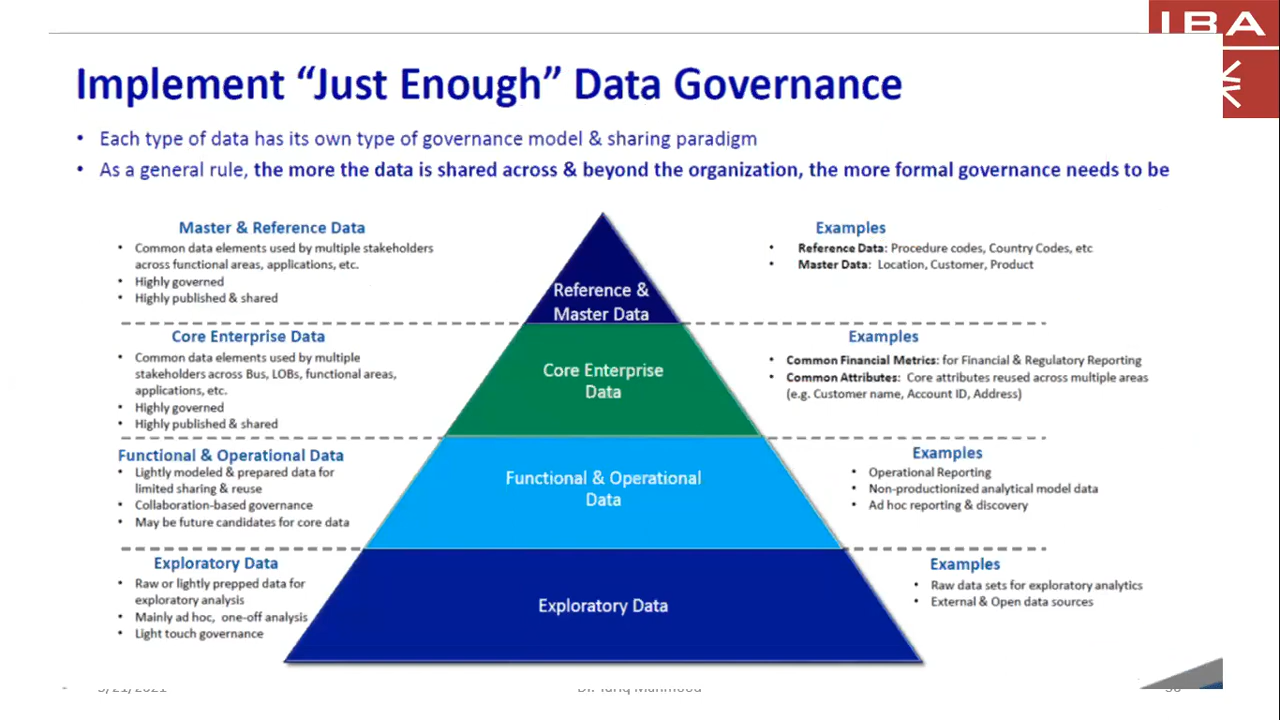 IBA
Implement “Just Enough” Data Governance
• Each type of data has its own type of governance model & sharing paradigm
• As a general rule, the more the data is shared across & beyond the organization, the more formal governance needs to be
Master & Reference Data
• Common data elements used by multiple stakeholders
across functional areas, applications, etc.
• Highly governed
• Highly published & shared
Reference &
Master Data
Examples
• Reference Data: Procedure codes, Country Codes, etc
• Master Data: Location, Customer, Product
Core Enterprise Data
• Common data elements used by multiple
stakeholders across Bus, LOBs, functional areas,
applications, etc.
• Highly governed
• Highly published & shared
Core Enterprise
Data
Examples
• Common Financial Metrics: for Financial & Regulatory Reporting
• Common Attributes: Core attributes reused across multiple areas
(e.g. Customer name, Account ID, Address)
Functional & Operational Data
• Lightly modeled & prepared data for
limited sharing & reuse
• Collaboration-based governance
• May be future candidates for core data
Functional & Operational
Data
Examples
• Operational Reporting
• Non-productionized analytical model data
• Ad hoc reporting & discovery
Exploratory Data
• Raw or lightly prepped data for
exploratory analysis
• Mainly ad hoc, one-off analysis
• Light touch governance
Exploratory Data
Examples
• Raw data sets for exploratory analytics
• External & Open data sources
Dr. Tariq Mahmood